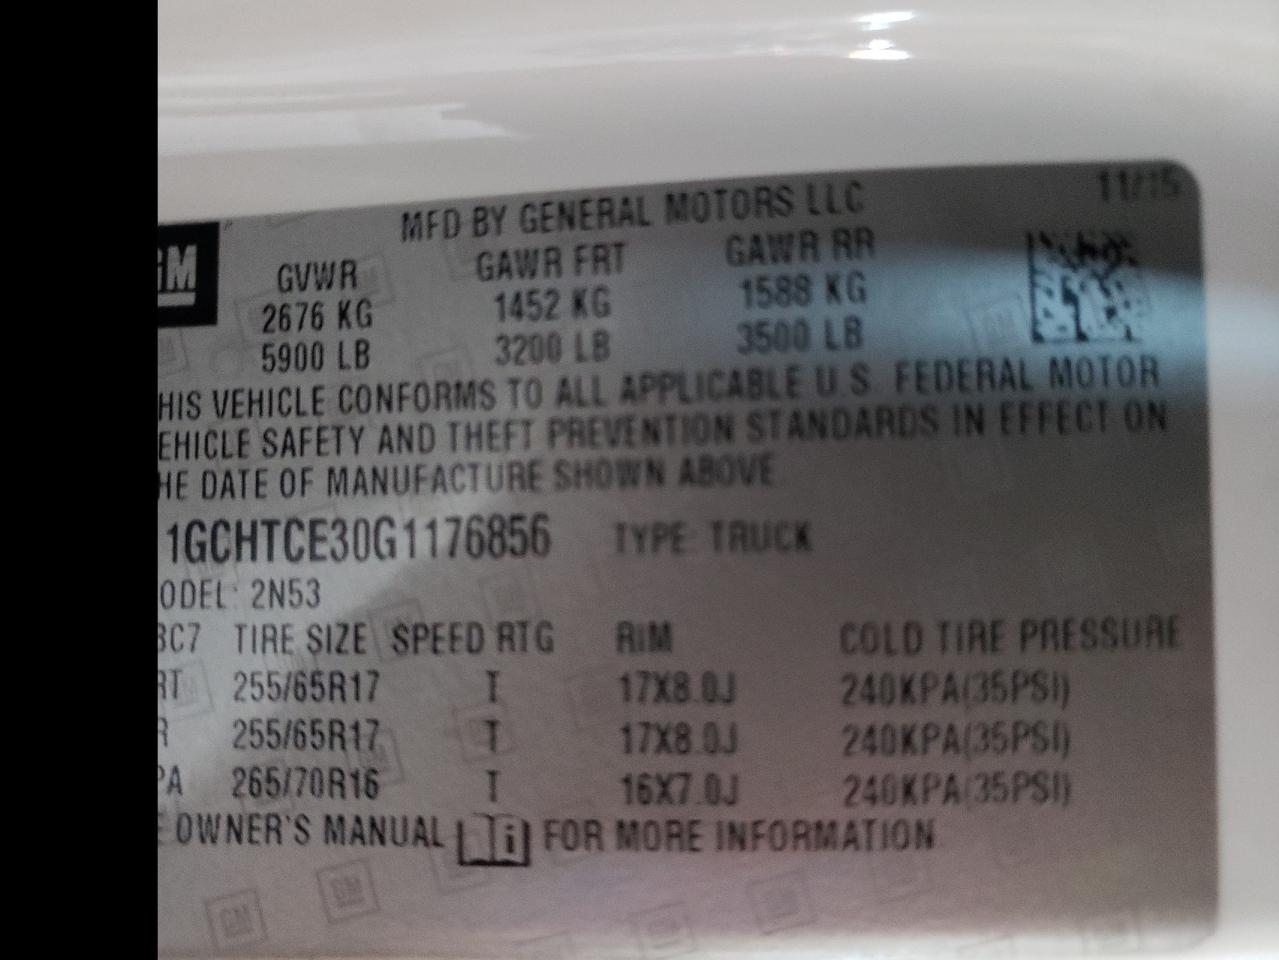 11/15
MFD BY GENERAL MOTORS LLC
GM
GVWR GAWR FRT GAWR RR
2676 KG 1452 KG 1588 KG
5900 LB 3200 LB 3500 LB
HIS VEHICLE CONFORMS TO ALL APPLICABLE U.S. FEDERAL MOTOR
EHICLE SAFETY AND THEFT PREVENTION STANDARDS IN EFFECT ON
HE DATE OF MANUFACTURE SHOWN ABOVE
1GCHTCE30G1176856 TYPE: TRUCK
ODEL: 2N53
3C7 TIRE SIZE SPEED RTG RIM COLD TIRE PRESSURE
RT 255/65R17 T 17X8.0J 240KPA(35PSI)
R 255/65R17 T 17X8.0J 240KPA(35PSI)
PA 265/70R16 T 16X7.0J 240KPA(35PSI)
E OWNER'S MANUAL i FOR MORE INFORMATION